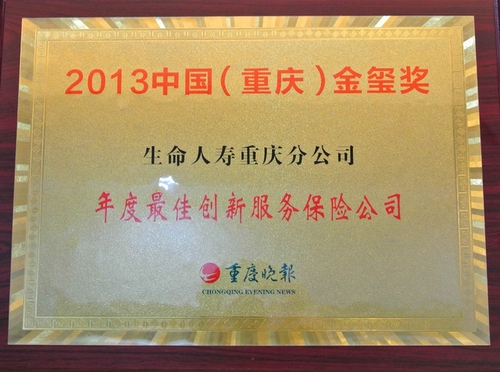 2013中国（重庆）金玺奖
生命人寿重庆分公司
年度最佳创新服务保险公司
重庆晚报
CHONGQING EVENING NEWS